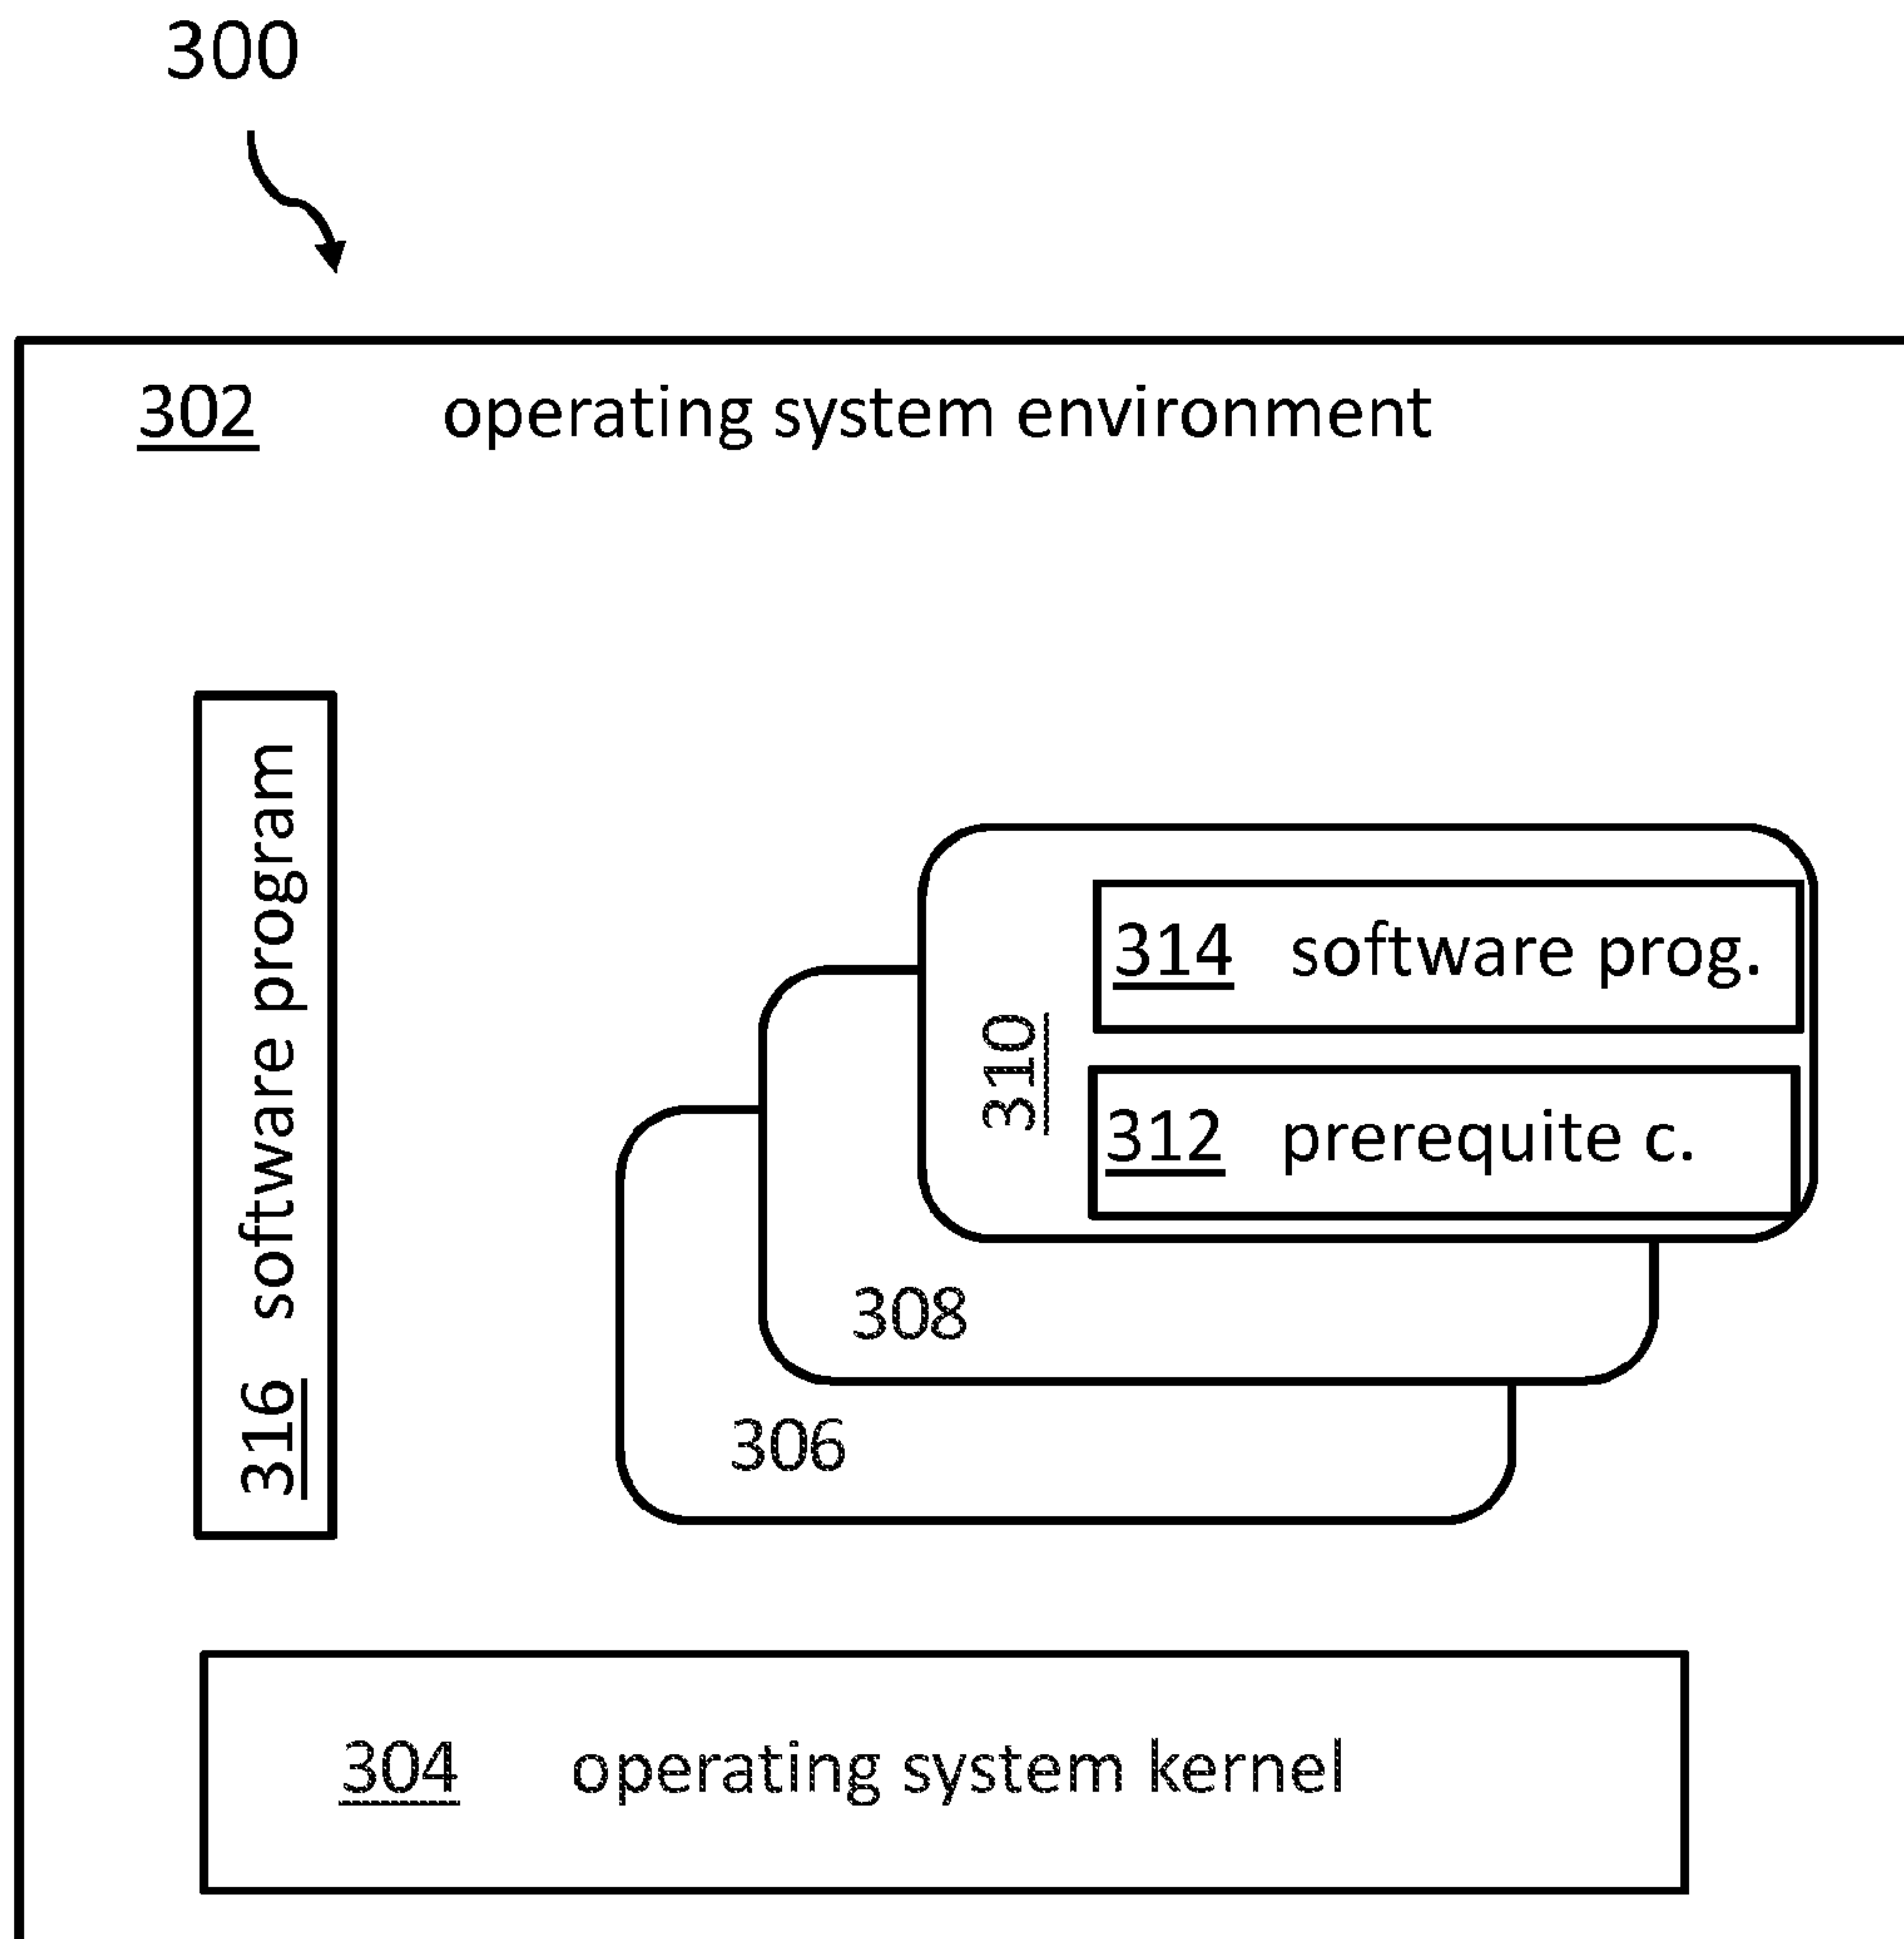 300
302 operating system environment
316 software program
314 software prog.
310
312 prerequite c.
308
306
304 operating system kernel